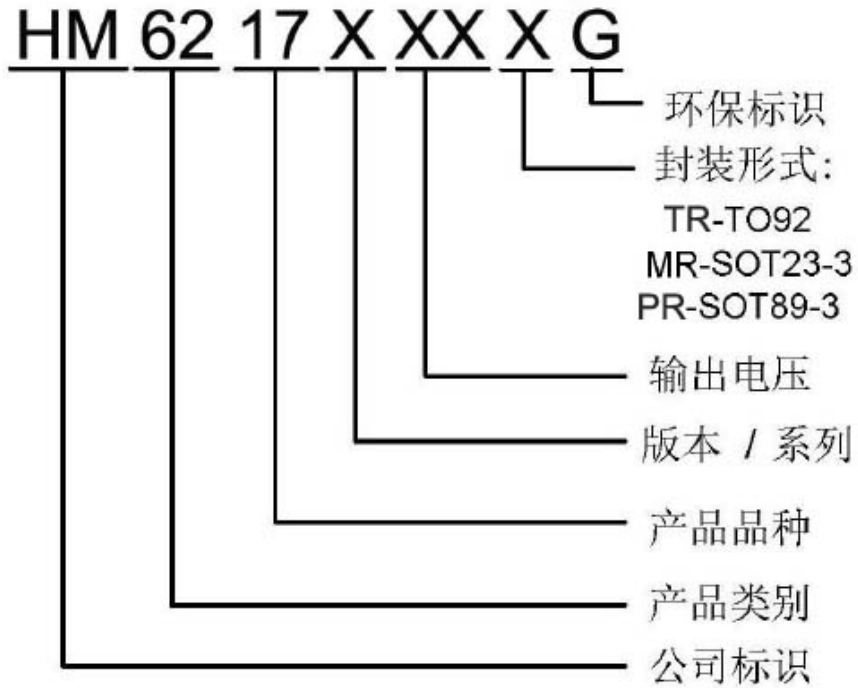 HM 62 17 X XX X G
环保标识
封装形式:
TR-TO92
MR-SOT23-3
PR-SOT89-3
输出电压
版本 / 系列
产品品种
产品类别
公司标识